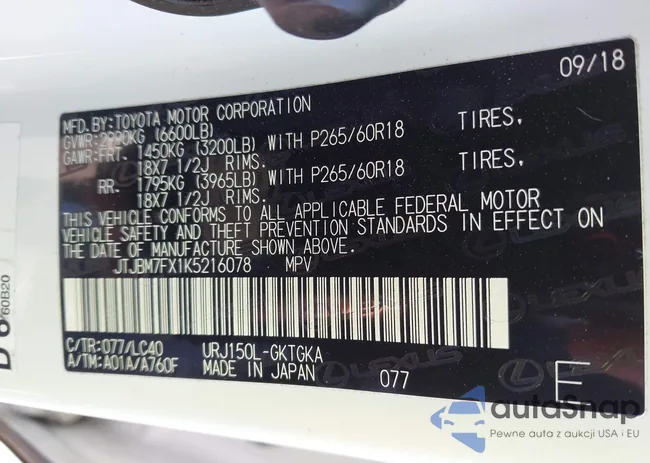 09/18
MFD.BY:TOYOTA MOTOR CORPORATION
GVWR:2990KG (6600LB)
GAWR:FRT. 1450KG (3200LB) WITH P265/60R18 TIRES,
18X7 1/2J RIMS.
RR. 1795KG (3965LB) WITH P265/60R18 TIRES,
18X7 1/2J RIMS.
THIS VEHICLE CONFORMS TO ALL APPLICABLE FEDERAL MOTOR
VEHICLE SAFETY AND THEFT PREVENTION STANDARDS IN EFFECT ON
THE DATE OF MANUFACTURE SHOWN ABOVE.
JTJBM7FX1K5216078 MPV
C/TR:077/LC40 URJ150L-GKTGKA
A/TM:A01A/A760F MADE IN JAPAN 077 E
LEXUS
60B20
autoSnap
Pewne auta z aukcji USA i EU